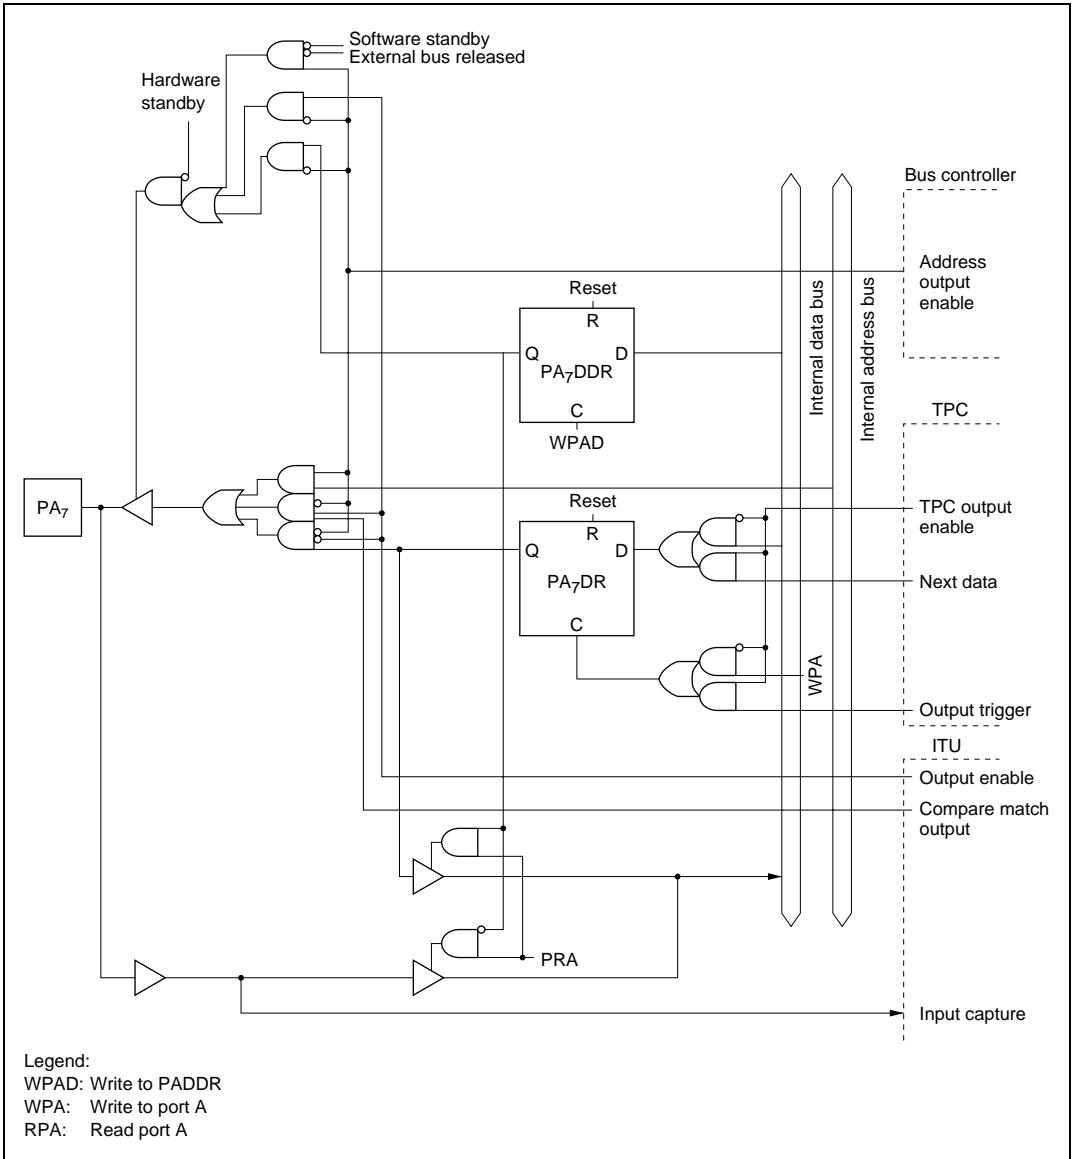 Software standby
External bus released
Hardware
standby
Bus controller
Address
output
enable
Internal data bus
Internal address bus
Reset
R
Q D
PA7DDR
C
WPAD
TPC
PA7
Reset
R
Q D
PA7DR
C
TPC output
enable
Next data
WPA
Output trigger
ITU
Output enable
Compare match
output
PRA
Input capture
Legend:
WPAD: Write to PADDR
WPA: Write to port A
RPA: Read port A